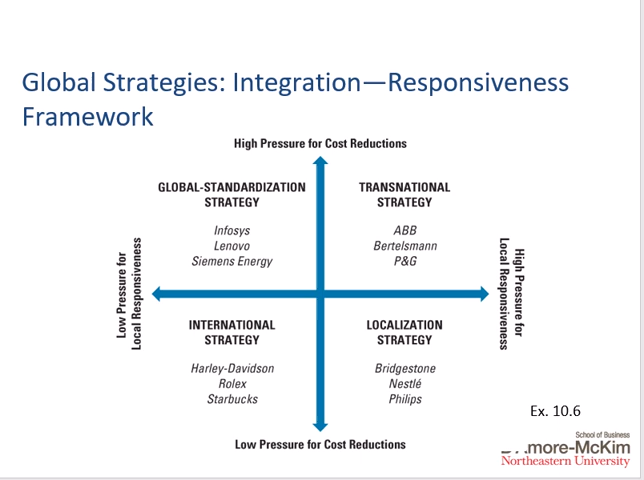 Global Strategies: Integration—Responsiveness
Framework
High Pressure for Cost Reductions
GLOBAL-STANDARDIZATION
STRATEGY
Infosys
Lenovo
Siemens Energy
TRANSNATIONAL
STRATEGY
ABB
Bertelsmann
P&G
Low Pressure for
Local Responsiveness
High Pressure for
Local Responsiveness
INTERNATIONAL
STRATEGY
Harley-Davidson
Rolex
Starbucks
LOCALIZATION
STRATEGY
Bridgestone
Nestlé
Philips
Low Pressure for Cost Reductions
Ex. 10.6
School of Business
more-McKim
Northeastern University